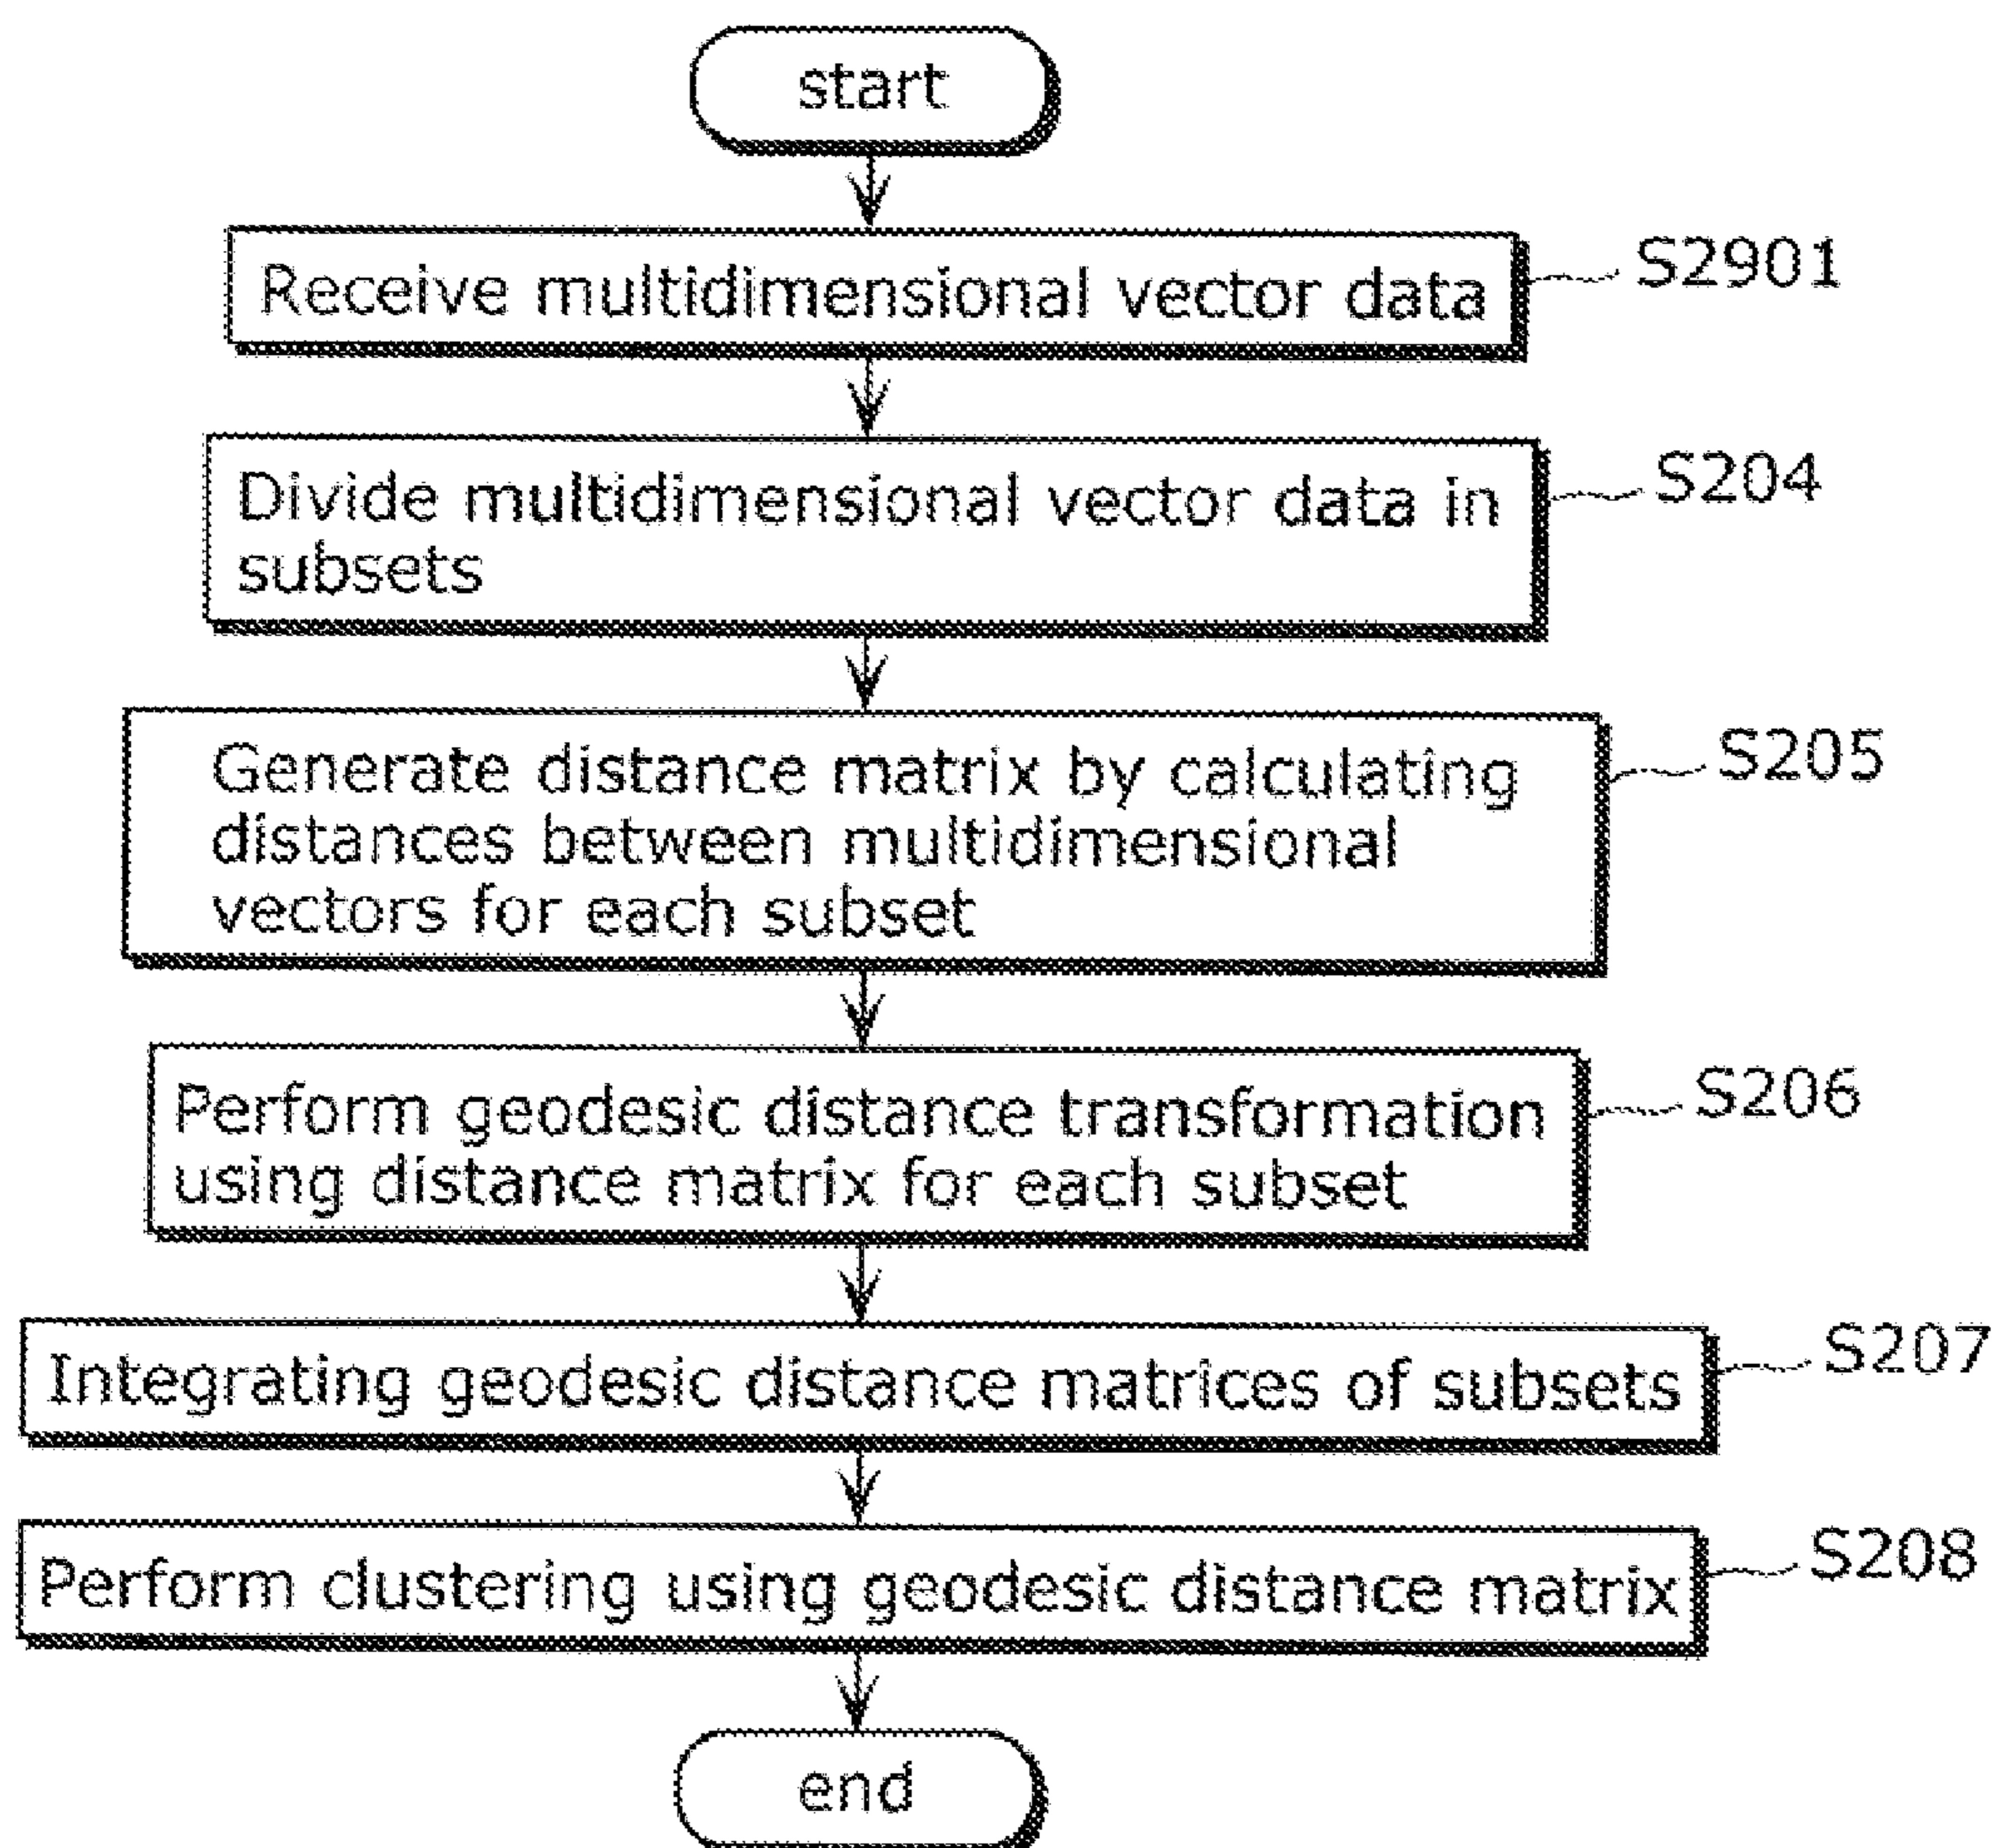 start
Receive multidimensional vector data
S2901
Divide multidimensional vector data in
subsets
S204
Generate distance matrix by calculating
distances between multidimensional
vectors for each subset
S205
Perform geodesic distance transformation
using distance matrix for each subset
S206
Integrating geodesic distance matrices of subsets
S207
Perform clustering using geodesic distance matrix
S208
end